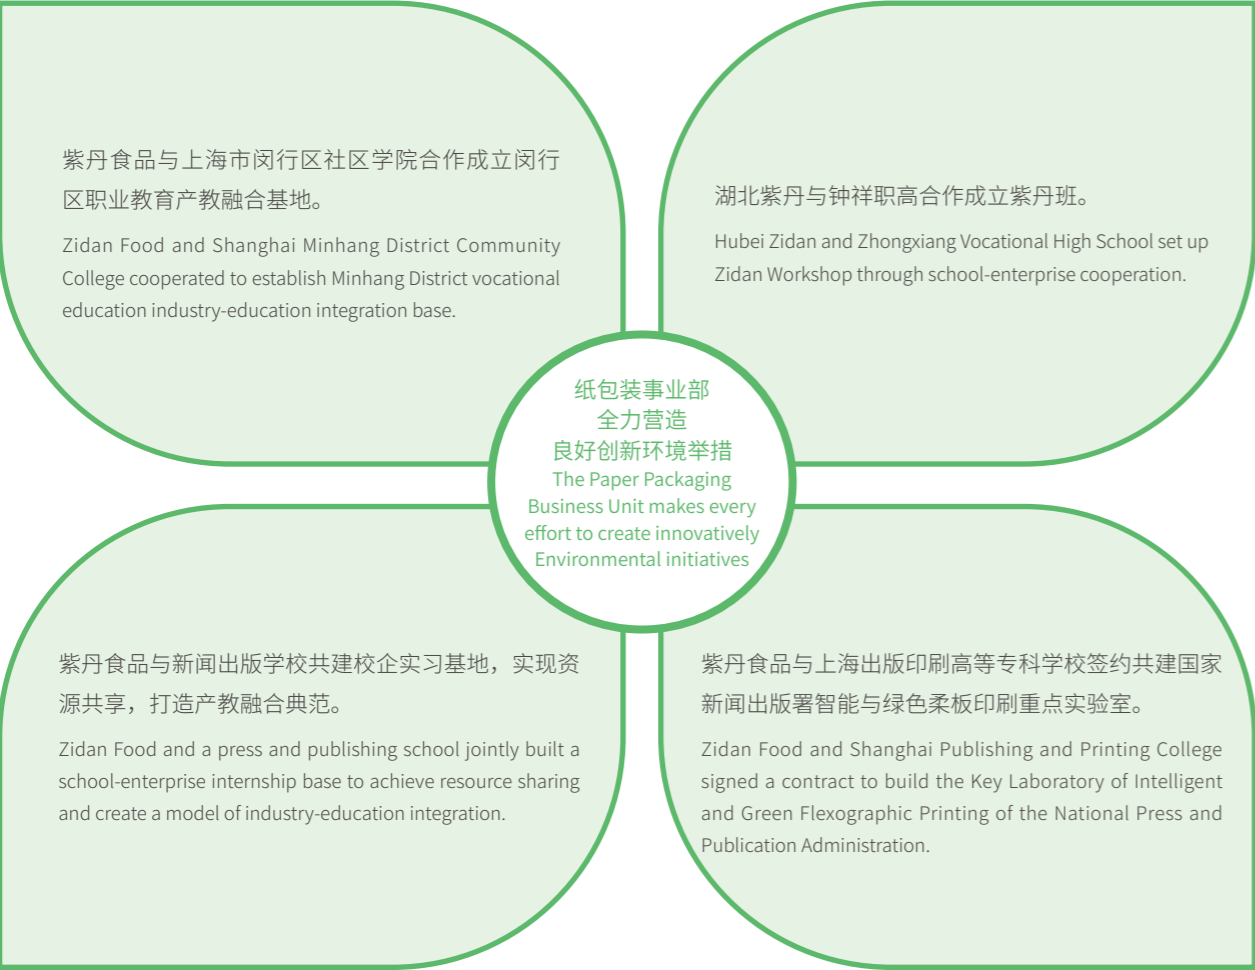 紫丹食品与上海市闵行区社区学院合作成立闵行
区职业教育产教融合基地。
Zidan Food and Shanghai Minhang District Community
College cooperated to establish Minhang District vocational
education industry-education integration base.
湖北紫丹与钟祥职高合作成立紫丹班。
Hubei Zidan and Zhongxiang Vocational High School set up
Zidan Workshop through school-enterprise cooperation.
纸包装事业部
全力营造
良好创新环境举措
The Paper Packaging
Business Unit makes every
effort to create innovatively
Environmental initiatives
紫丹食品与新闻出版学校共建校企实习基地，实现资
源共享，打造产教融合典范。
Zidan Food and a press and publishing school jointly built a
school-enterprise internship base to achieve resource sharing
and create a model of industry-education integration.
紫丹食品与上海出版印刷高等专科学校签约共建国家
新闻出版署智能与绿色柔板印刷重点实验室。
Zidan Food and Shanghai Publishing and Printing College
signed a contract to build the Key Laboratory of Intelligent
and Green Flexographic Printing of the National Press and
Publication Administration.